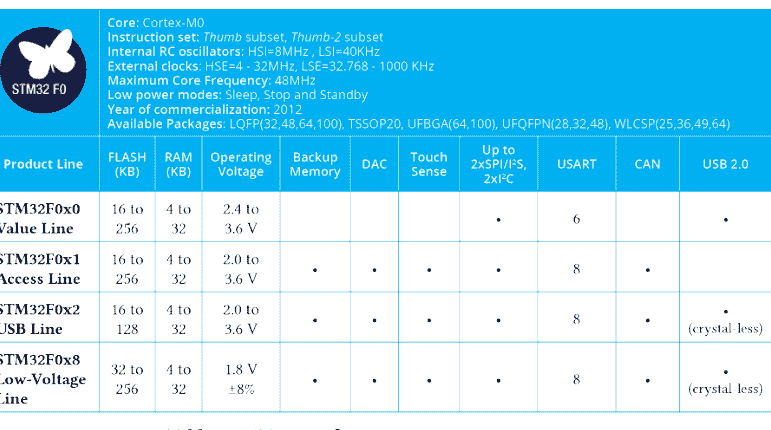 Core: Cortex-M0
Instruction set: Thumb subset, Thumb-2 subset
Internal RC oscillators: HSI=8MHz , LSI=40KHz
External clocks: HSE=4 - 32MHz, LSE=32.768 - 1000 KHz
Maximum Core Frequency: 48MHz
Low power modes: Sleep, Stop and Standby
Year of commercialization: 2012
Available Packages: LQFP(32,48,64,100), TSSOP20, UFBGA(64,100), UFQFPN(28,32,48), WLCSP(25,36,49,64)
STM32 F0
Product Line FLASH (KB) RAM (KB) Operating Voltage Backup Memory DAC Touch Sense Up to 2xSPI/I²S, 2xI²C USART CAN USB 2.0
STM32F0x0 Value Line 16 to 256 4 to 32 2.4 to 3.6 V • 6 •
STM32F0x1 Access Line 16 to 256 4 to 32 2.0 to 3.6 V • • • • 8 •
STM32F0x2 USB Line 16 to 128 4 to 32 2.0 to 3.6 V • • • • 8 • • (crystal-less)
STM32F0x8 Low-Voltage Line 32 to 256 4 to 32 1.8 V ±8% • • • • 8 • • (crystal-less)